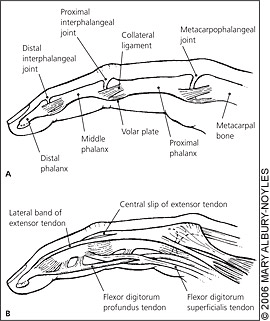 Proximal
interphalangeal
joint
Collateral
ligament
Metacarpophalangeal
joint
Distal
interphalangeal
joint
Distal
phalanx
Middle
phalanx
Volar plate
Proximal
phalanx
Metacarpal
bone
A
Lateral band of
extensor tendon
Central slip of extensor tendon
Flexor digitorum
profundus tendon
Flexor digitorum
superficialis tendon
B
© 2006 MARY ALBURY-NOYLES